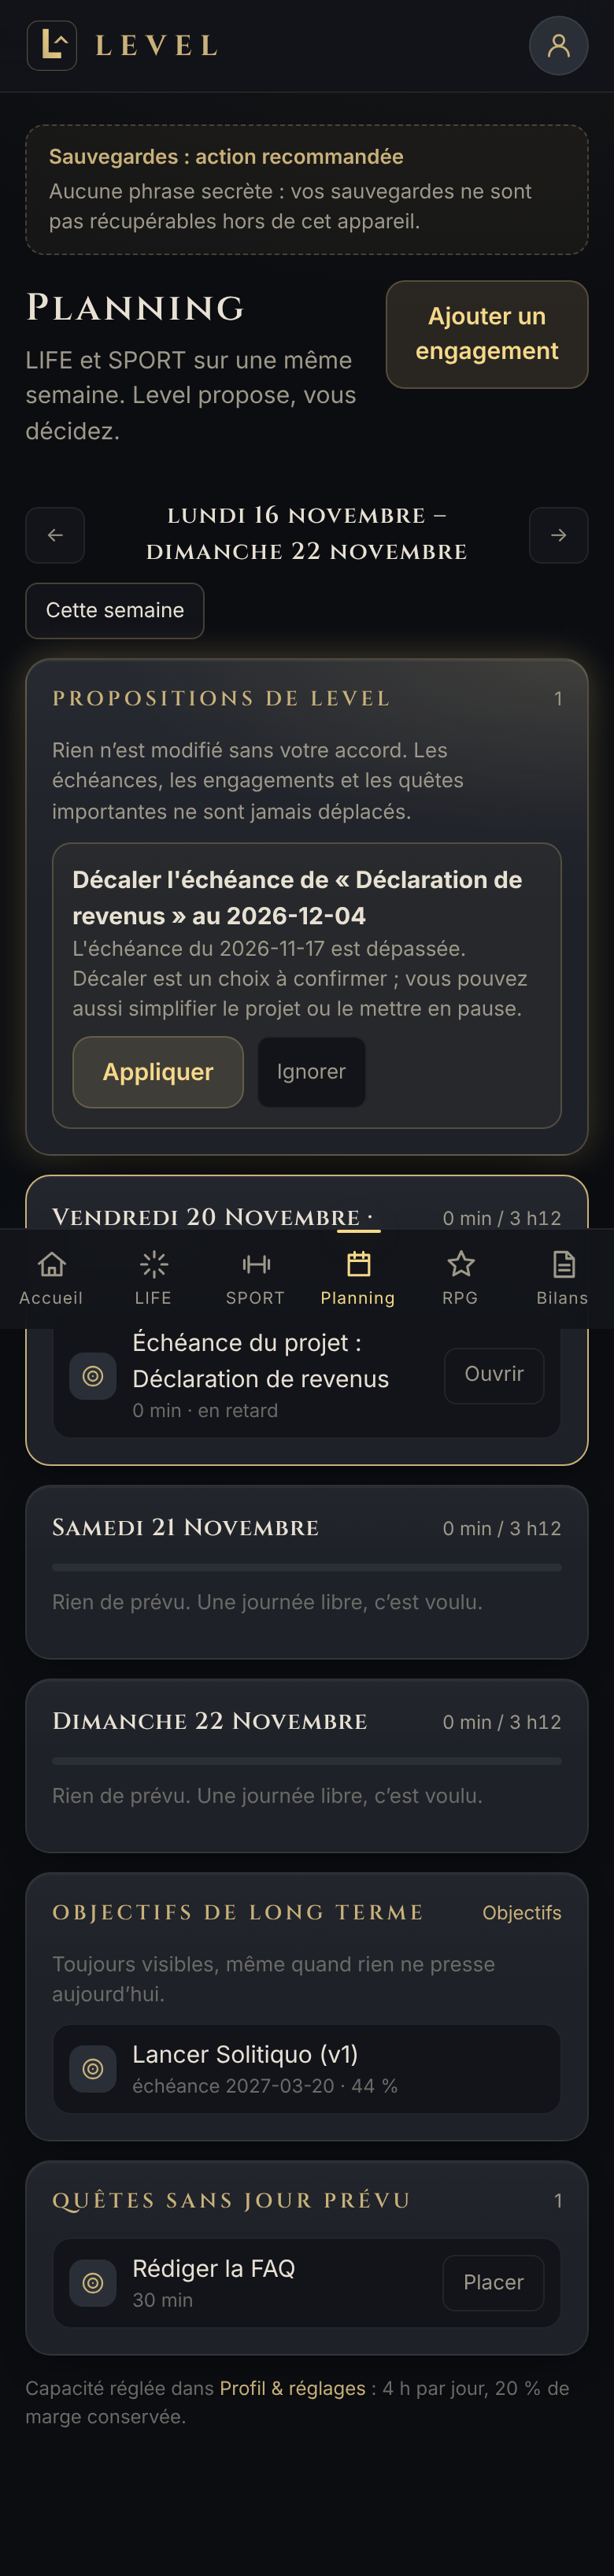 LEVEL
Sauvegardes : action recommandée
Aucune phrase secrète : vos sauvegardes ne sont
pas récupérables hors de cet appareil.
Planning
Ajouter un
engagement
LIFE et SPORT sur une même
semaine. Level propose, vous
décidez.
←
lundi 16 novembre –
dimanche 22 novembre
→
Cette semaine
PROPOSITIONS DE LEVEL
1
Rien n’est modifié sans votre accord. Les
échéances, les engagements et les quêtes
importantes ne sont jamais déplacés.
Décaler l'échéance de « Déclaration de
revenus » au 2026-12-04
L'échéance du 2026-11-17 est dépassée.
Décaler est un choix à confirmer ; vous pouvez
aussi simplifier le projet ou le mettre en pause.
Appliquer
Ignorer
Vendredi 20 Novembre ·
0 min / 3 h12
Accueil
LIFE
SPORT
Planning
RPG
Bilans
Échéance du projet :
Déclaration de revenus
0 min · en retard
Ouvrir
Samedi 21 Novembre
0 min / 3 h12
Rien de prévu. Une journée libre, c’est voulu.
Dimanche 22 Novembre
0 min / 3 h12
Rien de prévu. Une journée libre, c’est voulu.
OBJECTIFS DE LONG TERME
Objectifs
Toujours visibles, même quand rien ne presse
aujourd’hui.
Lancer Solitiquo (v1)
échéance 2027-03-20 · 44 %
QUÊTES SANS JOUR PRÉVU
1
Rédiger la FAQ
30 min
Placer
Capacité réglée dans Profil & réglages : 4 h par jour, 20 % de
marge conservée.